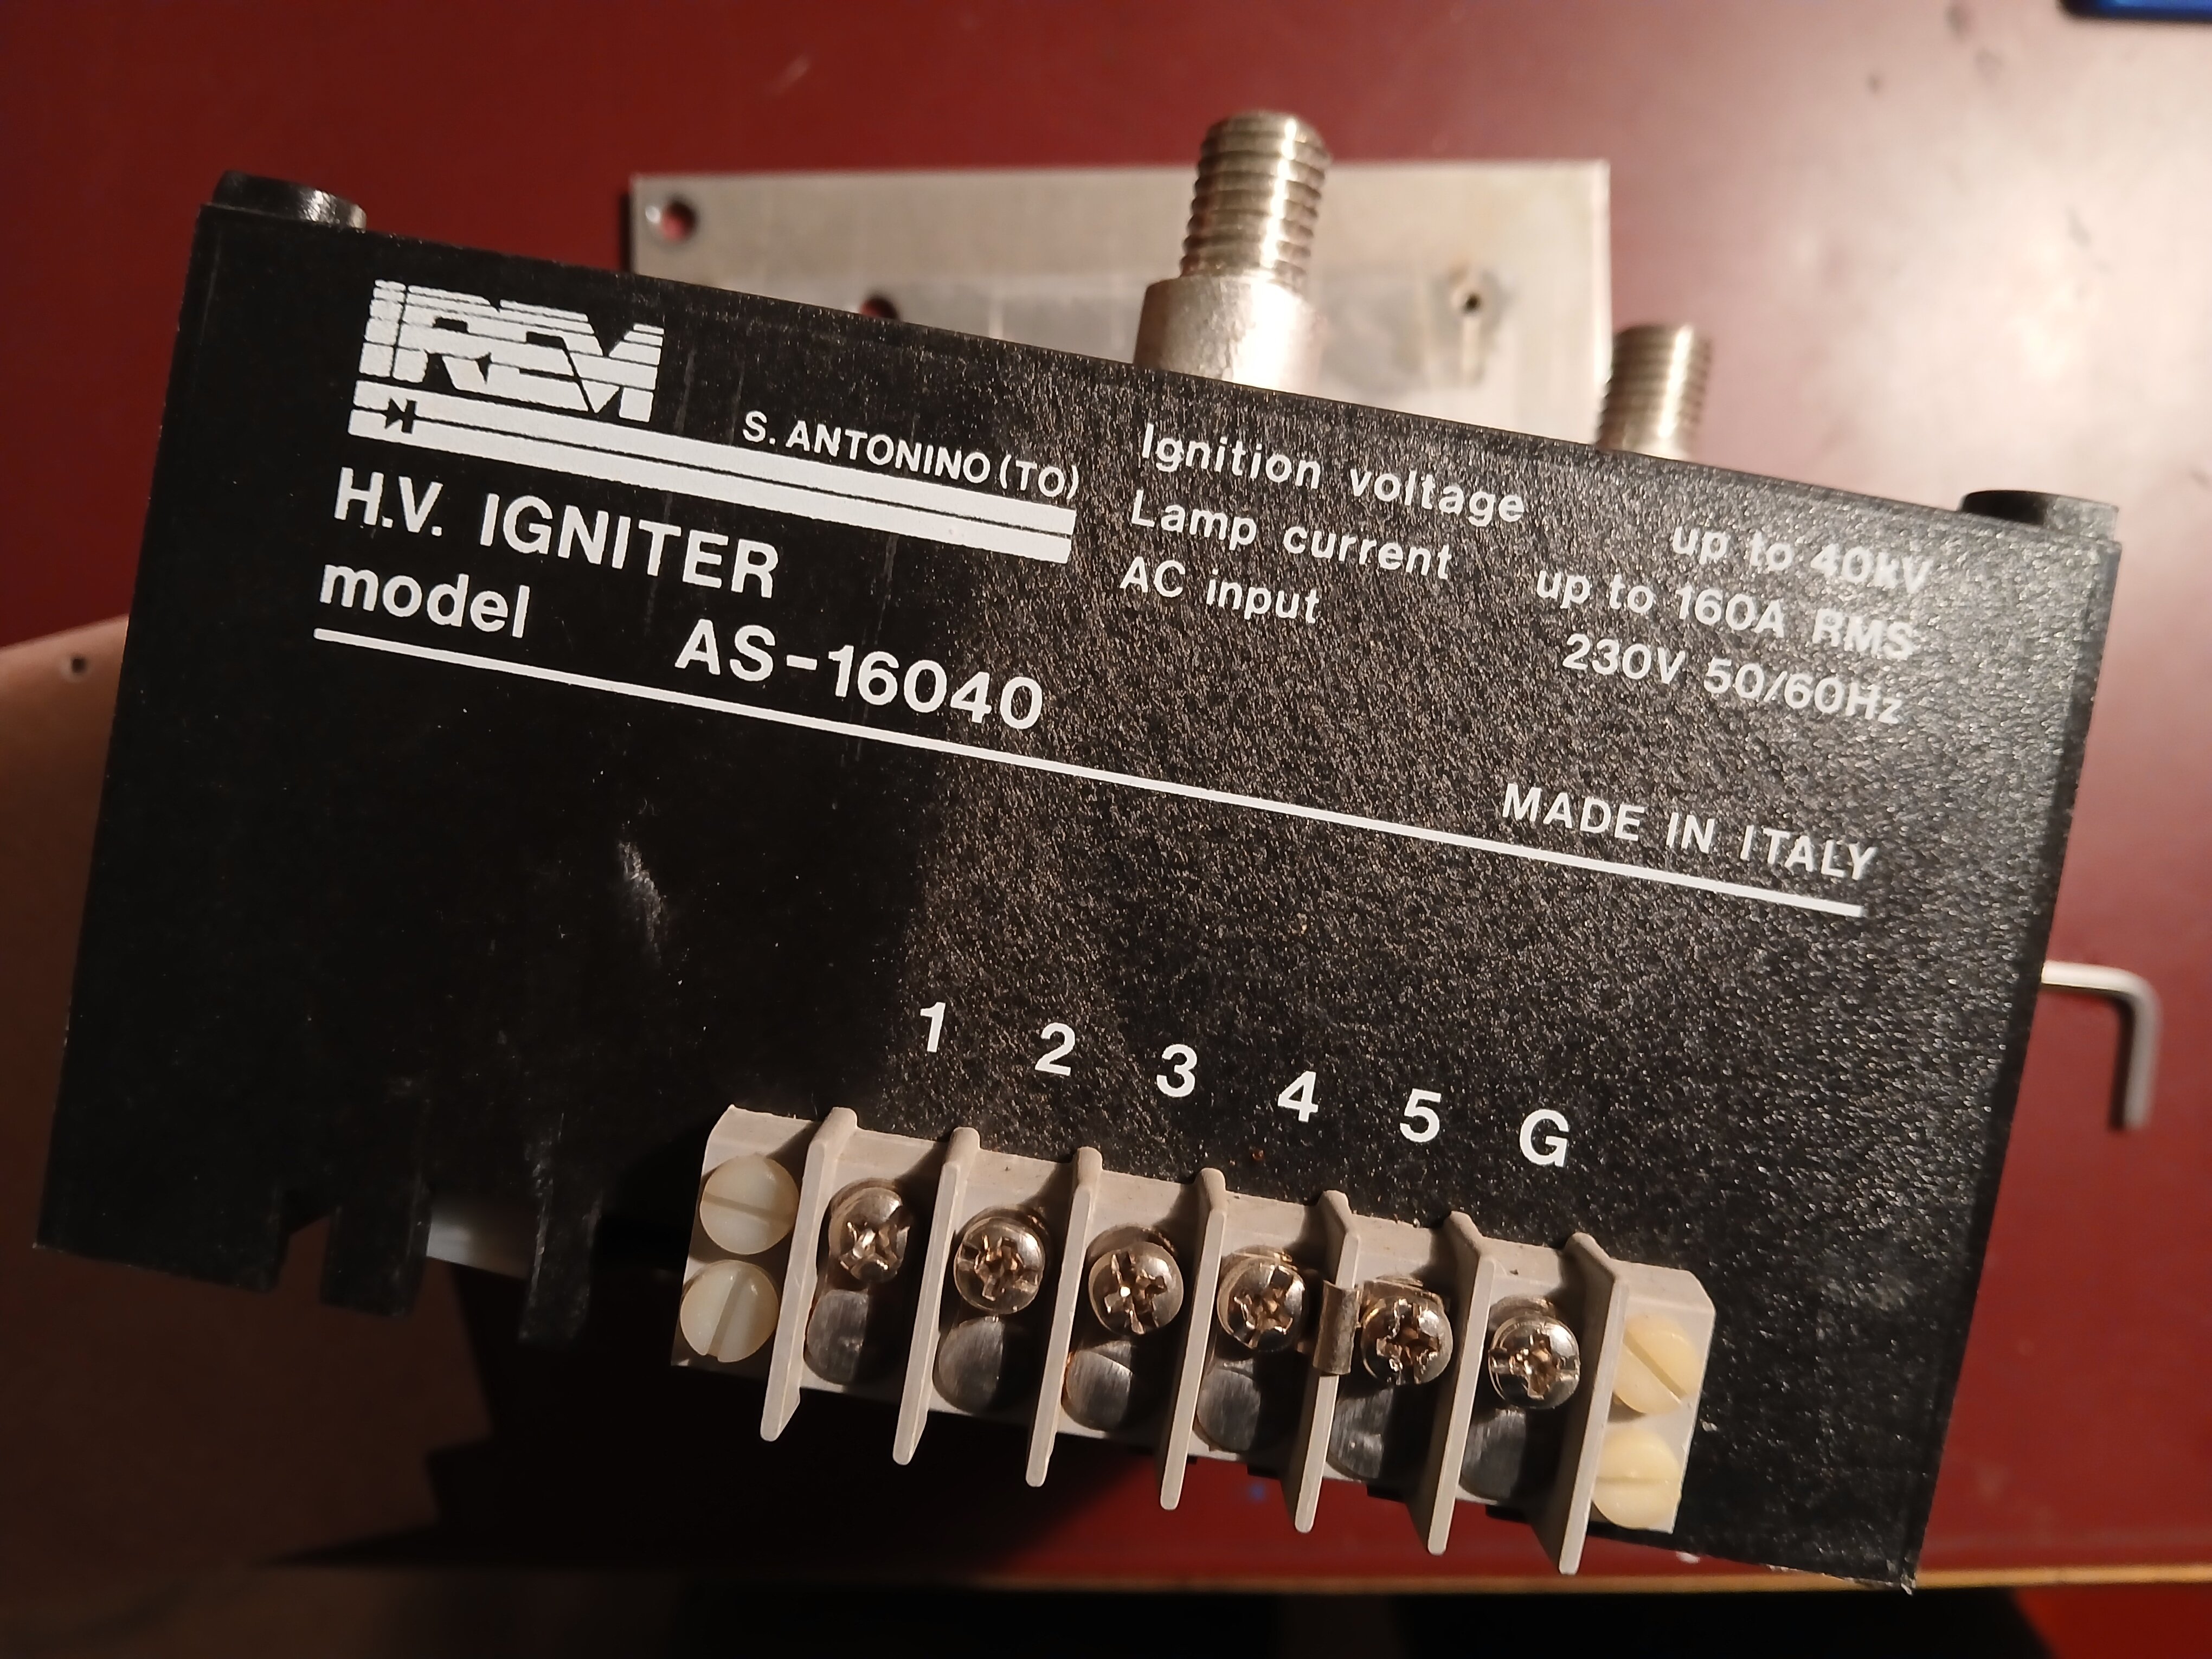 IREM
S. ANTONINO (TO)
H.V. IGNITER
model AS-16040
Ignition voltage up to 40kV
Lamp current up to 160A RMS
AC input 230V 50/60Hz
MADE IN ITALY
1 2 3 4 5 G